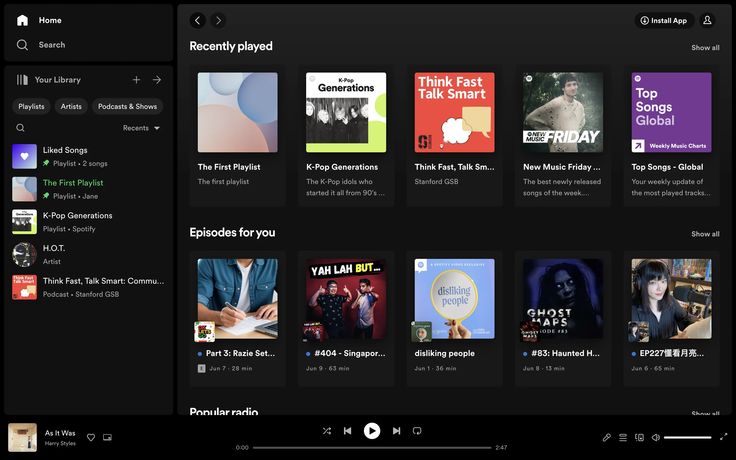 Home
Search
Your Library
Playlists
Artists
Podcasts & Shows
Recents
Liked Songs
Playlist • 2 songs
The First Playlist
Playlist • Jane
K-Pop Generations
Playlist • Spotify
H.O.T.
Artist
Think Fast, Talk Smart: Commu...
Podcast • Stanford GSB
Install App
Recently played
Show all
K-Pop
Generations
Think Fast
Talk Smart
NEW
MUSIC
FRIDAY
Top
Songs
Global
Weekly Music Charts
The First Playlist
The first playlist
K-Pop Generations
The K-Pop idols who
started it all from 90's ...
Think Fast, Talk Sm...
Stanford GSB
New Music Friday ...
The best newly released
songs of the week....
Top Songs - Global
Your weekly update of
the most played tracks...
Episodes for you
Show all
YAH LAH BUT...
A SPOTIFY VIDEO EXCLUSIVE
disliking
people
GHOST
MAPS
EPISODE #83
Part 3: Razie Set...
Jun 7 · 28 min
#404 - Singapor...
Jun 9 · 63 min
disliking people
Jun 1 · 36 min
#83: Haunted H...
Jun 8 · 13 min
EP227懂看月亮...
Jun 6 · 65 min
Popular radio
Show all
As It Was
Harry Styles
0:00
2:47